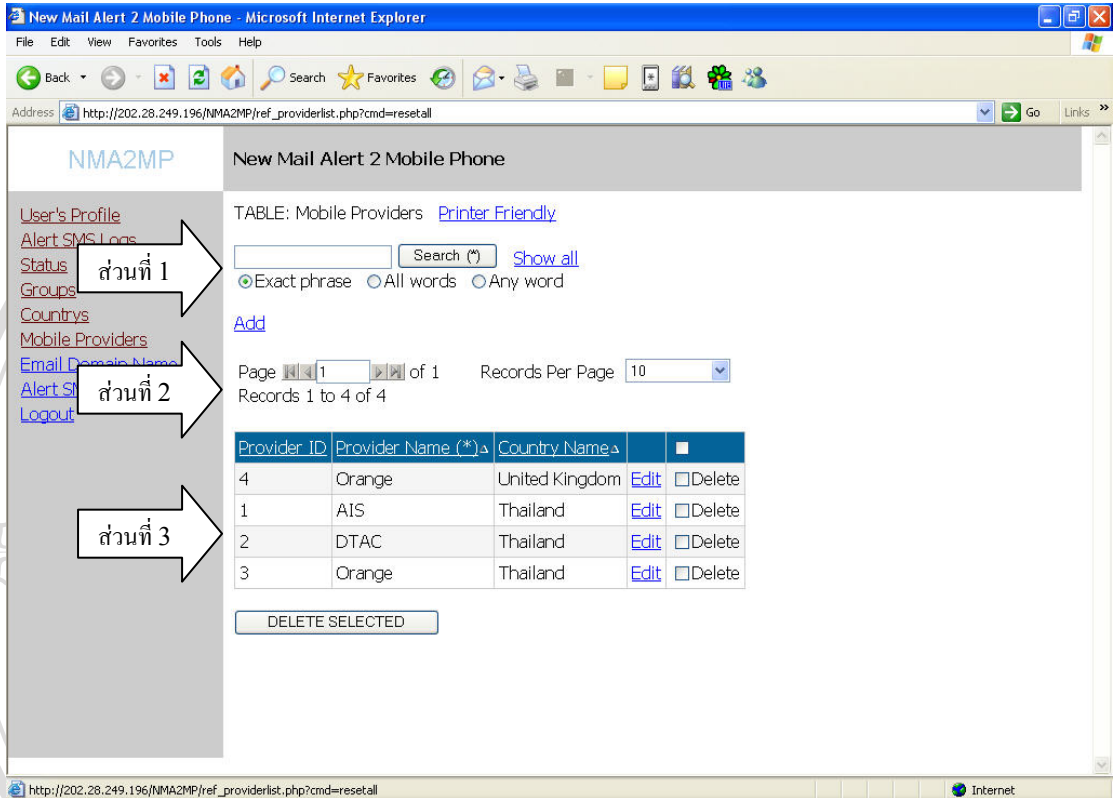 New Mail Alert 2 Mobile Phone - Microsoft Internet Explorer
File Edit View Favorites Tools Help
Back Search Favorites
Address http://202.28.249.196/NMA2MP/ref_providerlist.php?cmd=resetall Go Links »
NMA2MP
New Mail Alert 2 Mobile Phone
User's Profile
Alert SMS Logs
Status
Groups
Countrys
Mobile Providers
Email Domain Name
Alert
Logout
ส่วนที่ 1
ส่วนที่ 2
ส่วนที่ 3
TABLE: Mobile Providers Printer Friendly
Search (*) Show all
Exact phrase All words Any word
Add
Page 1 of 1 Records Per Page 10
Records 1 to 4 of 4
Provider ID Provider Name (*) Country Name
4 Orange United Kingdom Edit Delete
1 AIS Thailand Edit Delete
2 DTAC Thailand Edit Delete
3 Orange Thailand Edit Delete
DELETE SELECTED
http://202.28.249.196/NMA2MP/ref_providerlist.php?cmd=resetall Internet